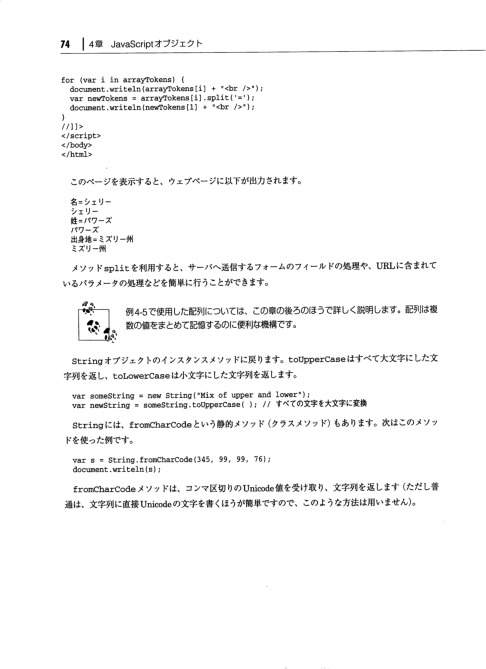 74 4章 JavaScriptオブジェクト
for (var i in arrayTokens) {
document.writeln(arrayTokens[i] + "<br />");
var newTokens = arrayTokens[i].split('=');
document.writeln(newTokens[1] + "<br />");
}
//]]>
</script>
</body>
</html>
このページを表示すると、ウェブページに以下が出力されます。
名=シェリー
シェリー
姓=パワーズ
パワーズ
出身地=ミズリー州
ミズリー州
メソッドsplitを利用すると、サーバへ送信するフォームのフィールドの処理や、URLに含まれて
いるパラメータの処理などを簡単に行うことができます。
例4-5で使用した配列については、この章の後ろのほうで詳しく説明します。配列は複
数の値をまとめて記憶するのに便利な機構です。
Stringオブジェクトのインスタンスメソッドに戻ります。toUpperCaseはすべて大文字にした文
字列を返し、toLowerCaseは小文字にした文字列を返します。
var someString = new String("Mix of upper and lower");
var newString = someString.toUpperCase( ); // すべての文字を大文字に変換
Stringには、fromCharCodeという静的メソッド(クラスメソッド)もあります。次はこのメソッ
ドを使った例です。
var s = String.fromCharCode(345, 99, 99, 76);
document.writeln(s);
fromCharCodeメソッドは、コンマ区切りのUnicode値を受け取り、文字列を返します(ただし普
通は、文字列に直接Unicodeの文字を書くほうが簡単ですので、このような方法は用いません)。